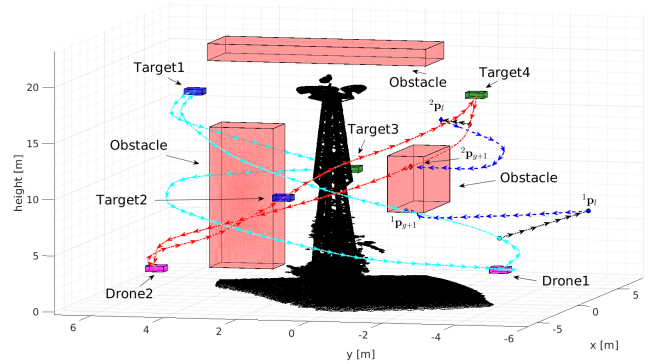 Target1
Obstacle
Target4
²p_l
Obstacle
Target3
²p_{g+1}
Obstacle
Target2
¹p_l
¹p_{g+1}
Drone2
Drone1
height [m]
20
15
10
5
0
6
4
2
0
-2
-4
-6
y [m]
-5
0
5
x [m]